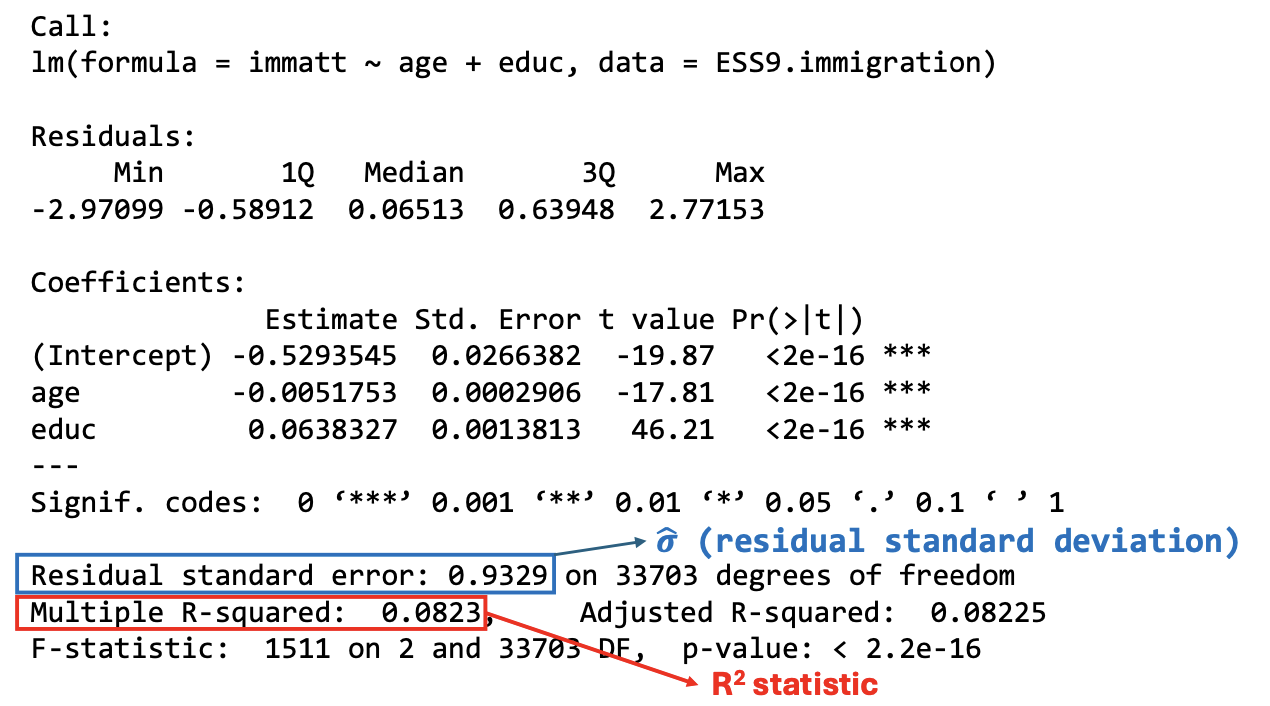 Call:
lm(formula = immatt ~ age + educ, data = ESS9.immigration)
Residuals:
Min 1Q Median 3Q Max
-2.97099 -0.58912 0.06513 0.63948 2.77153
Coefficients:
Estimate Std. Error t value Pr(>|t|)
(Intercept) -0.5293545 0.0266382 -19.87 <2e-16 ***
age -0.0051753 0.0002906 -17.81 <2e-16 ***
educ 0.0638327 0.0013813 46.21 <2e-16 ***
---
Signif. codes: 0 ‘***’ 0.001 ‘**’ 0.01 ‘*’ 0.05 ‘.’ 0.1 ‘ ’ 1
σ̂ (residual standard deviation)
Residual standard error: 0.9329 on 33703 degrees of freedom
Multiple R-squared: 0.0823, Adjusted R-squared: 0.08225
F-statistic: 1511 on 2 and 33703 DF, p-value: < 2.2e-16
R² statistic